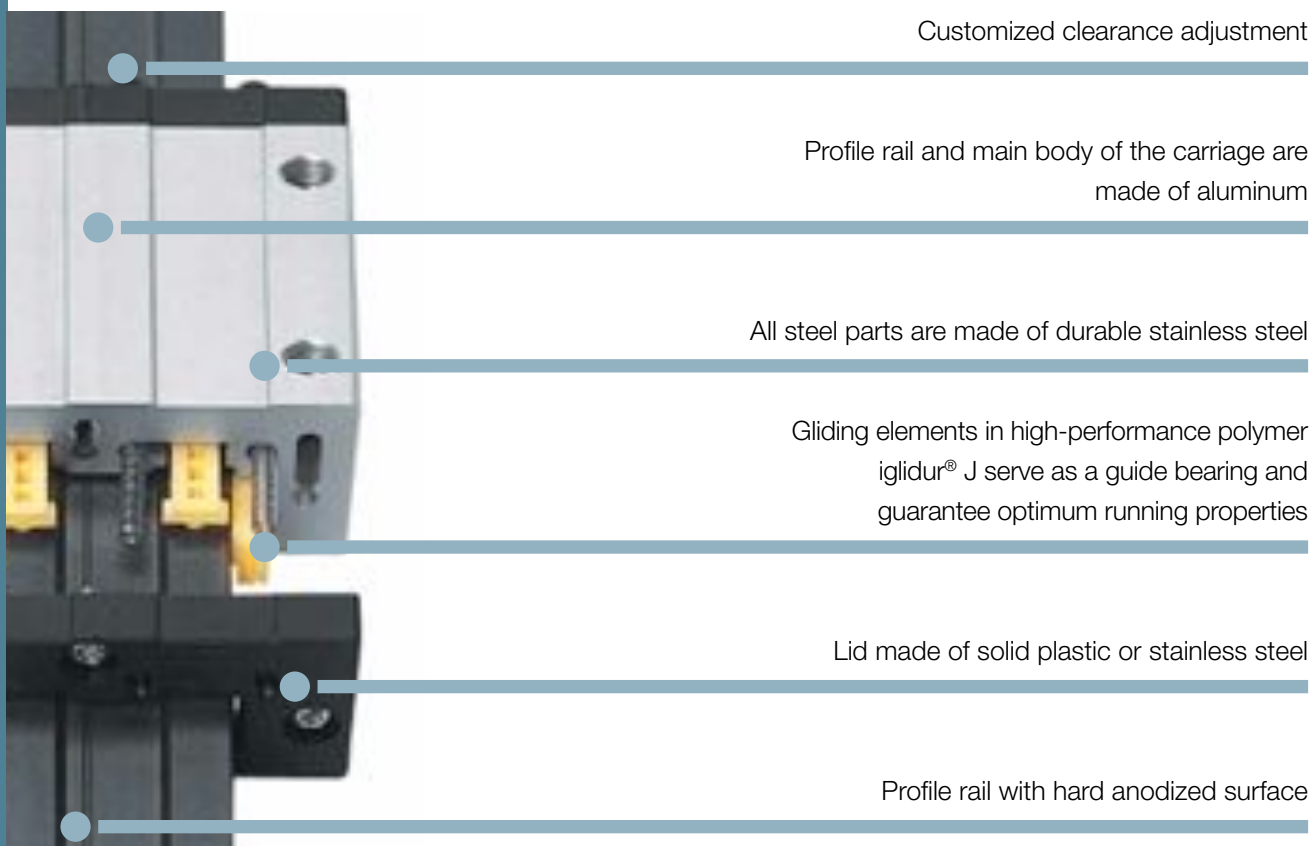 Customized clearance adjustment
Profile rail and main body of the carriage are
made of aluminum
All steel parts are made of durable stainless steel
Gliding elements in high-performance polymer
iglidur® J serve as a guide bearing and
guarantee optimum running properties
Lid made of solid plastic or stainless steel
Profile rail with hard anodized surface